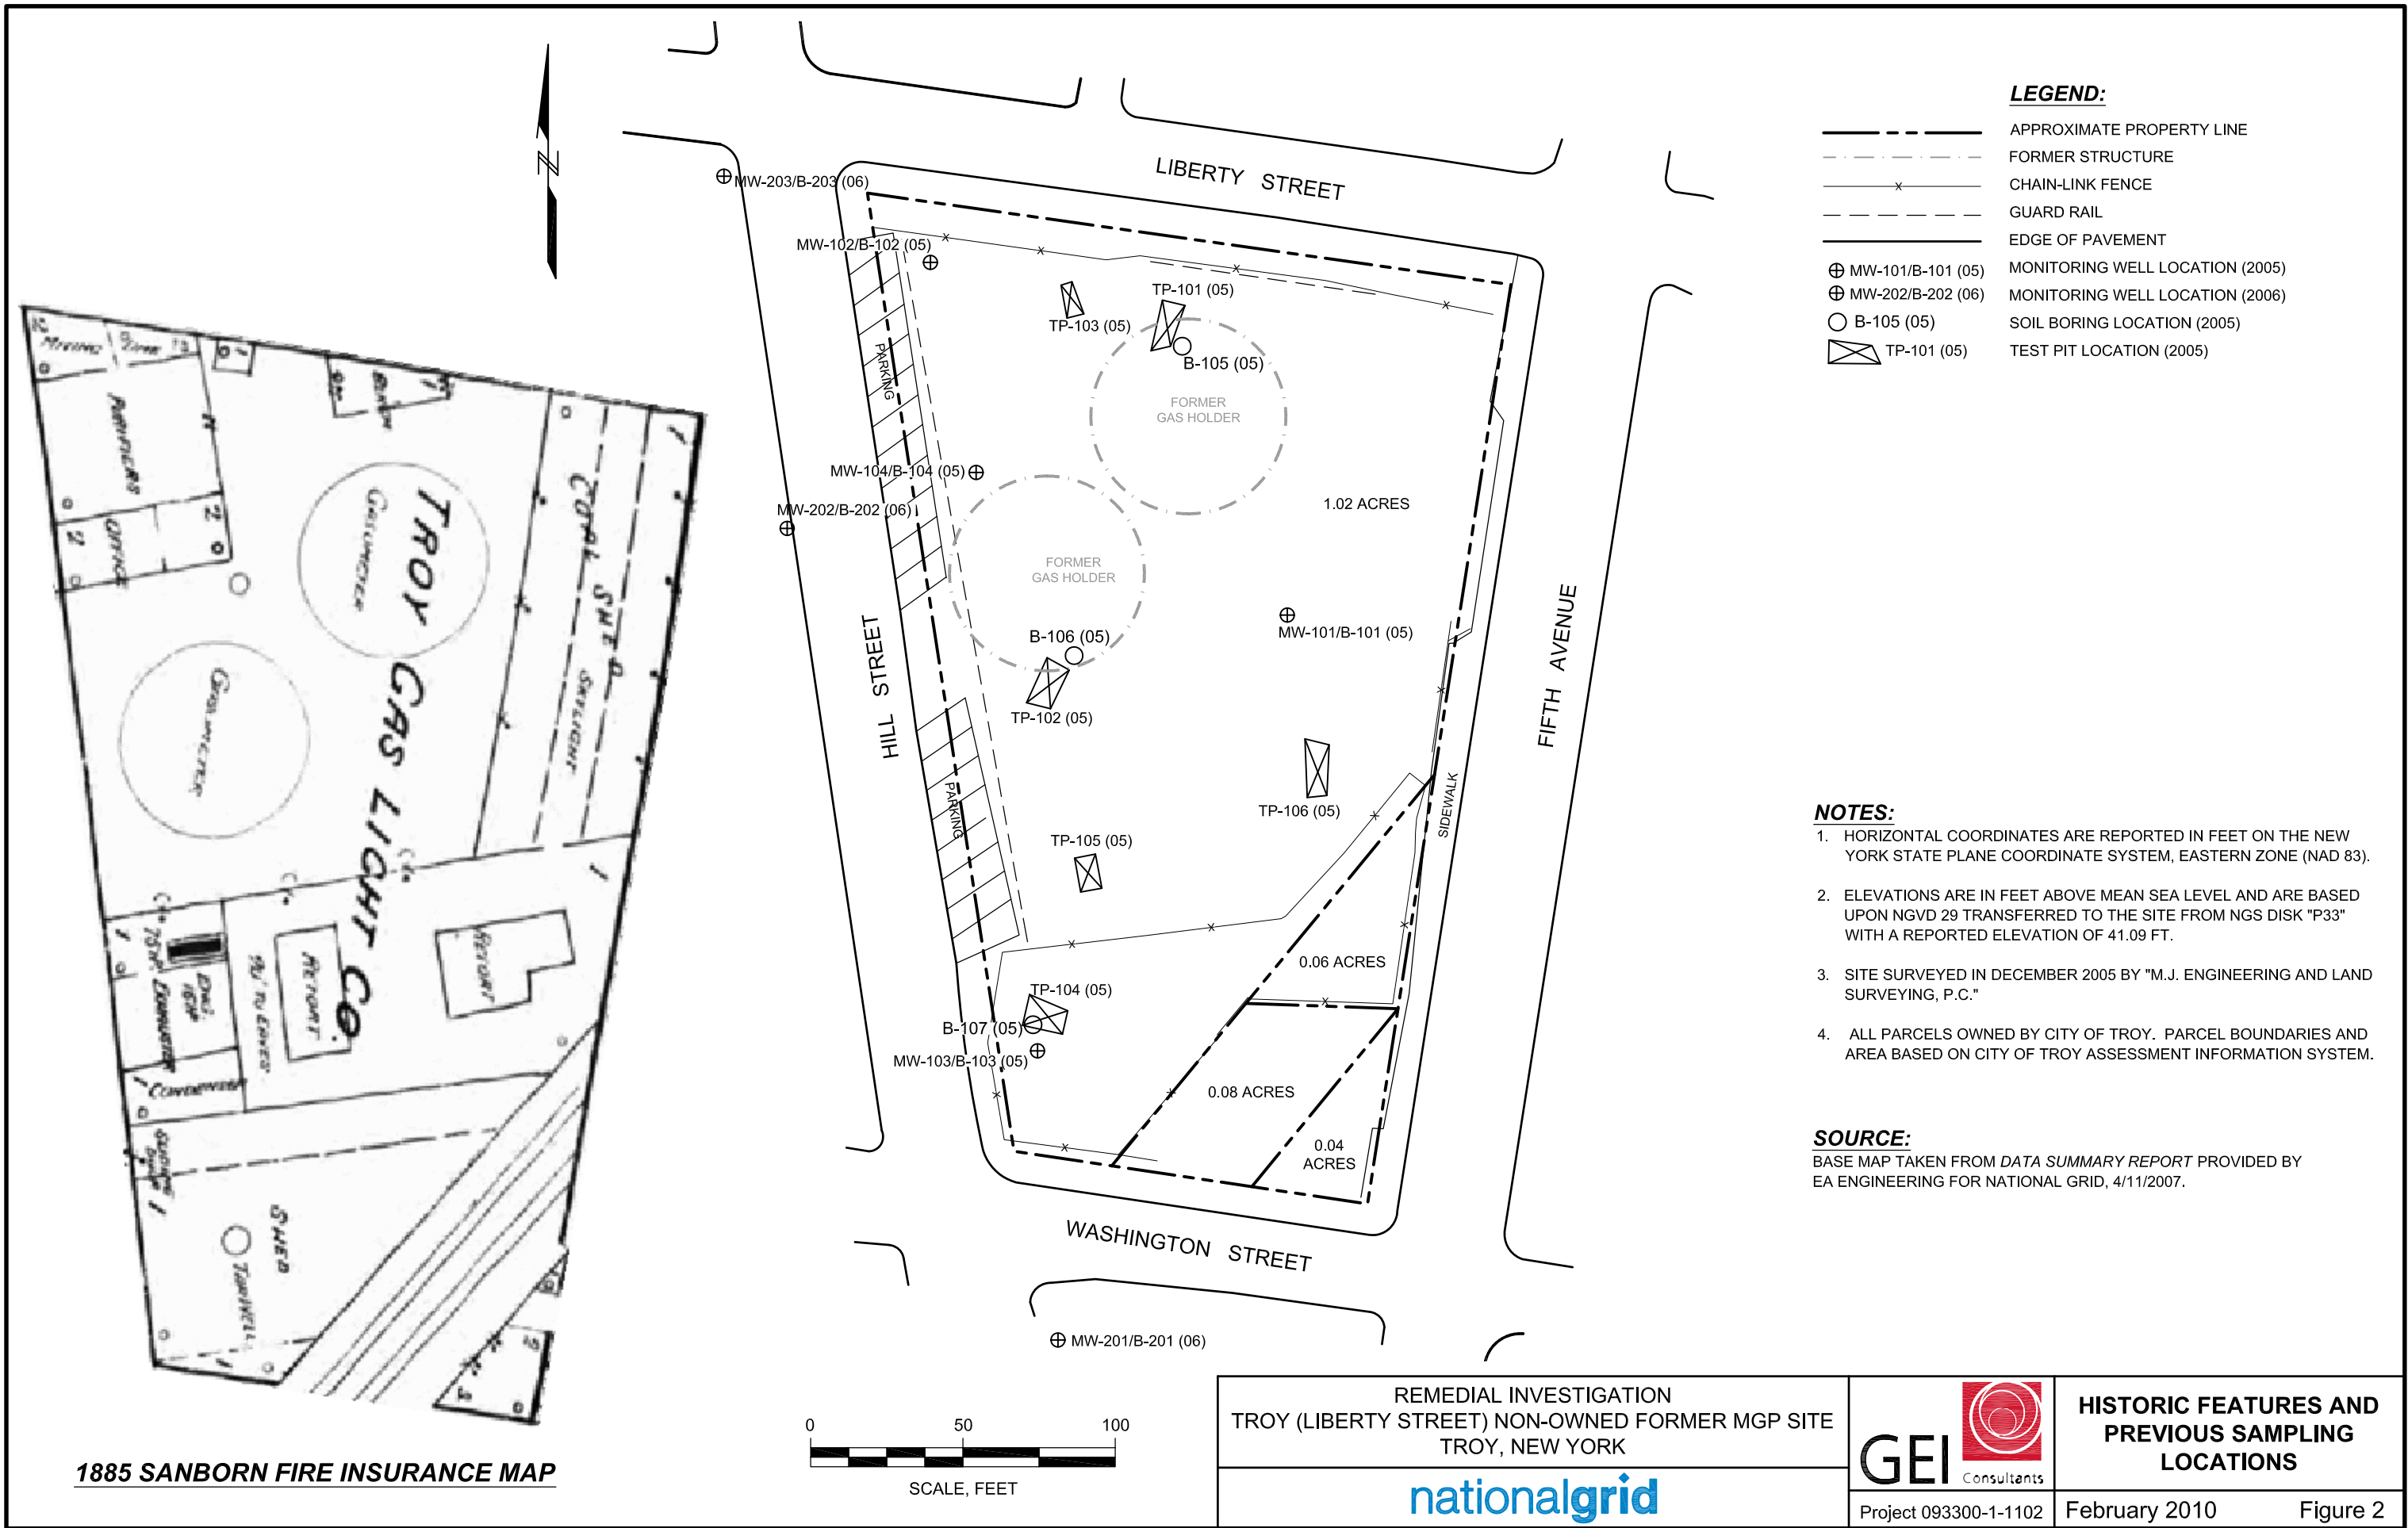 LEGEND:
APPROXIMATE PROPERTY LINE
FORMER STRUCTURE
x CHAIN-LINK FENCE
GUARD RAIL
EDGE OF PAVEMENT
MW-101/B-101 (05) MONITORING WELL LOCATION (2005)
MW-202/B-202 (06) MONITORING WELL LOCATION (2006)
B-105 (05) SOIL BORING LOCATION (2005)
TP-101 (05) TEST PIT LOCATION (2005)
N
LIBERTY STREET
MW-203/B-203 (06)
MW-102/B-102 (05)
TP-103 (05)
TP-101 (05)
B-105 (05)
PARKING
FORMER
GAS HOLDER
MW-104/B-104 (05)
MW-202/B-202 (06)
1.02 ACRES
FORMER
GAS HOLDER
MW-101/B-101 (05)
B-106 (05)
TP-102 (05)
HILL STREET
FIFTH AVENUE
PARKING
TP-106 (05)
SIDEWALK
TP-105 (05)
0.06 ACRES
TP-104 (05)
B-107 (05)
MW-103/B-103 (05)
0.08 ACRES
0.04
ACRES
WASHINGTON STREET
MW-201/B-201 (06)
TROY GAS LIGHT CO.
COAL SHED
SKYLIGHT
PURIFIERS
OFFICE
GASOMETER
GASOMETER
RETORT
RETORT
CONDENSER
SHED
TARWELL
1885 SANBORN FIRE INSURANCE MAP
0 50 100
SCALE, FEET
NOTES:
1. HORIZONTAL COORDINATES ARE REPORTED IN FEET ON THE NEW
YORK STATE PLANE COORDINATE SYSTEM, EASTERN ZONE (NAD 83).
2. ELEVATIONS ARE IN FEET ABOVE MEAN SEA LEVEL AND ARE BASED
UPON NGVD 29 TRANSFERRED TO THE SITE FROM NGS DISK "P33"
WITH A REPORTED ELEVATION OF 41.09 FT.
3. SITE SURVEYED IN DECEMBER 2005 BY "M.J. ENGINEERING AND LAND
SURVEYING, P.C."
4. ALL PARCELS OWNED BY CITY OF TROY. PARCEL BOUNDARIES AND
AREA BASED ON CITY OF TROY ASSESSMENT INFORMATION SYSTEM.
SOURCE:
BASE MAP TAKEN FROM DATA SUMMARY REPORT PROVIDED BY
EA ENGINEERING FOR NATIONAL GRID, 4/11/2007.
REMEDIAL INVESTIGATION
TROY (LIBERTY STREET) NON-OWNED FORMER MGP SITE
TROY, NEW YORK
nationalgrid
GEI Consultants
Project 093300-1-1102
HISTORIC FEATURES AND
PREVIOUS SAMPLING
LOCATIONS
February 2010 Figure 2